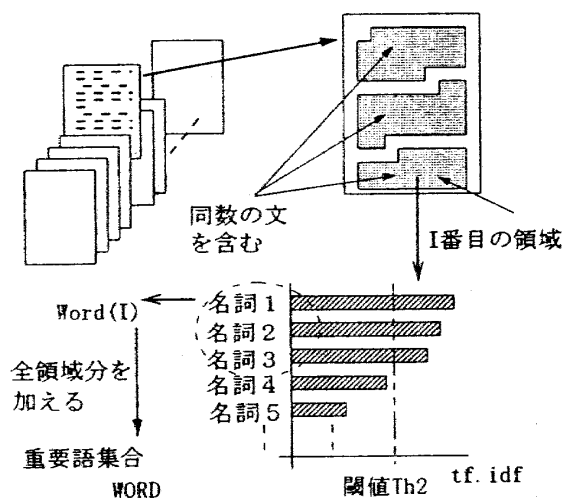 同数の文
を含む
I番目の領域
Word(I)
名詞1
名詞2
名詞3
名詞4
名詞5
全領域分を
加える
重要語集合
WORD
閾値Th2
tf.idf